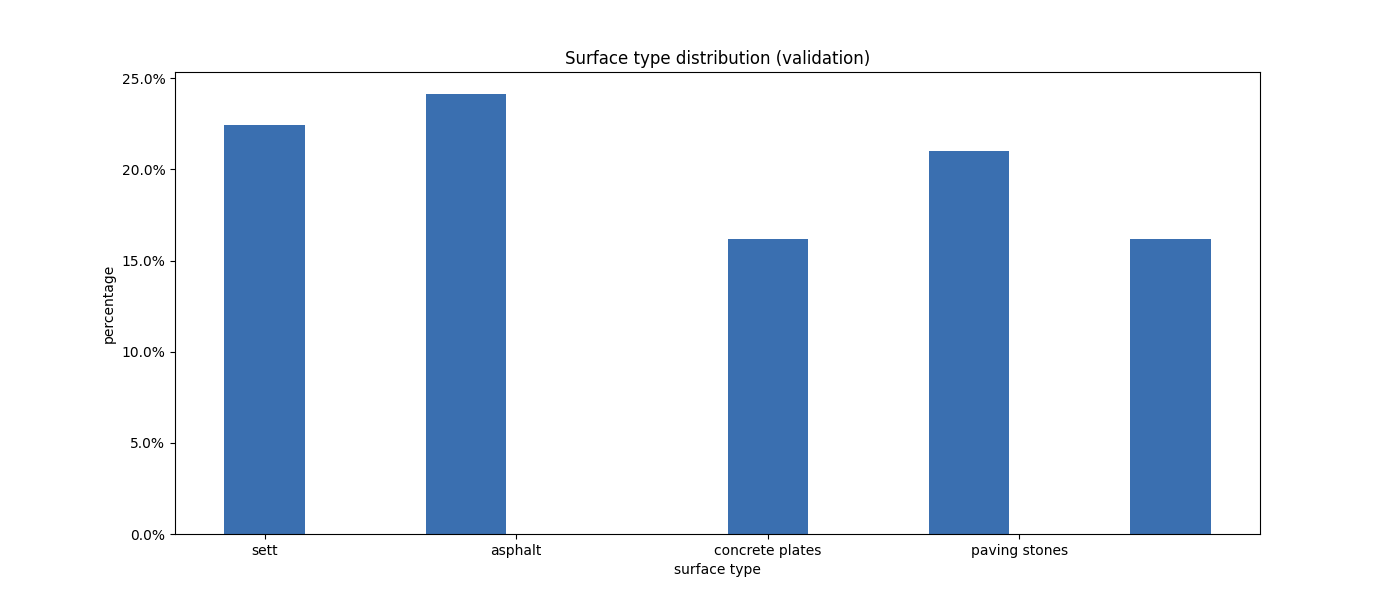 Surface type distribution (validation)
25.0%
20.0%
15.0%
10.0%
5.0%
0.0%
percentage
sett asphalt concrete plates paving stones
surface type